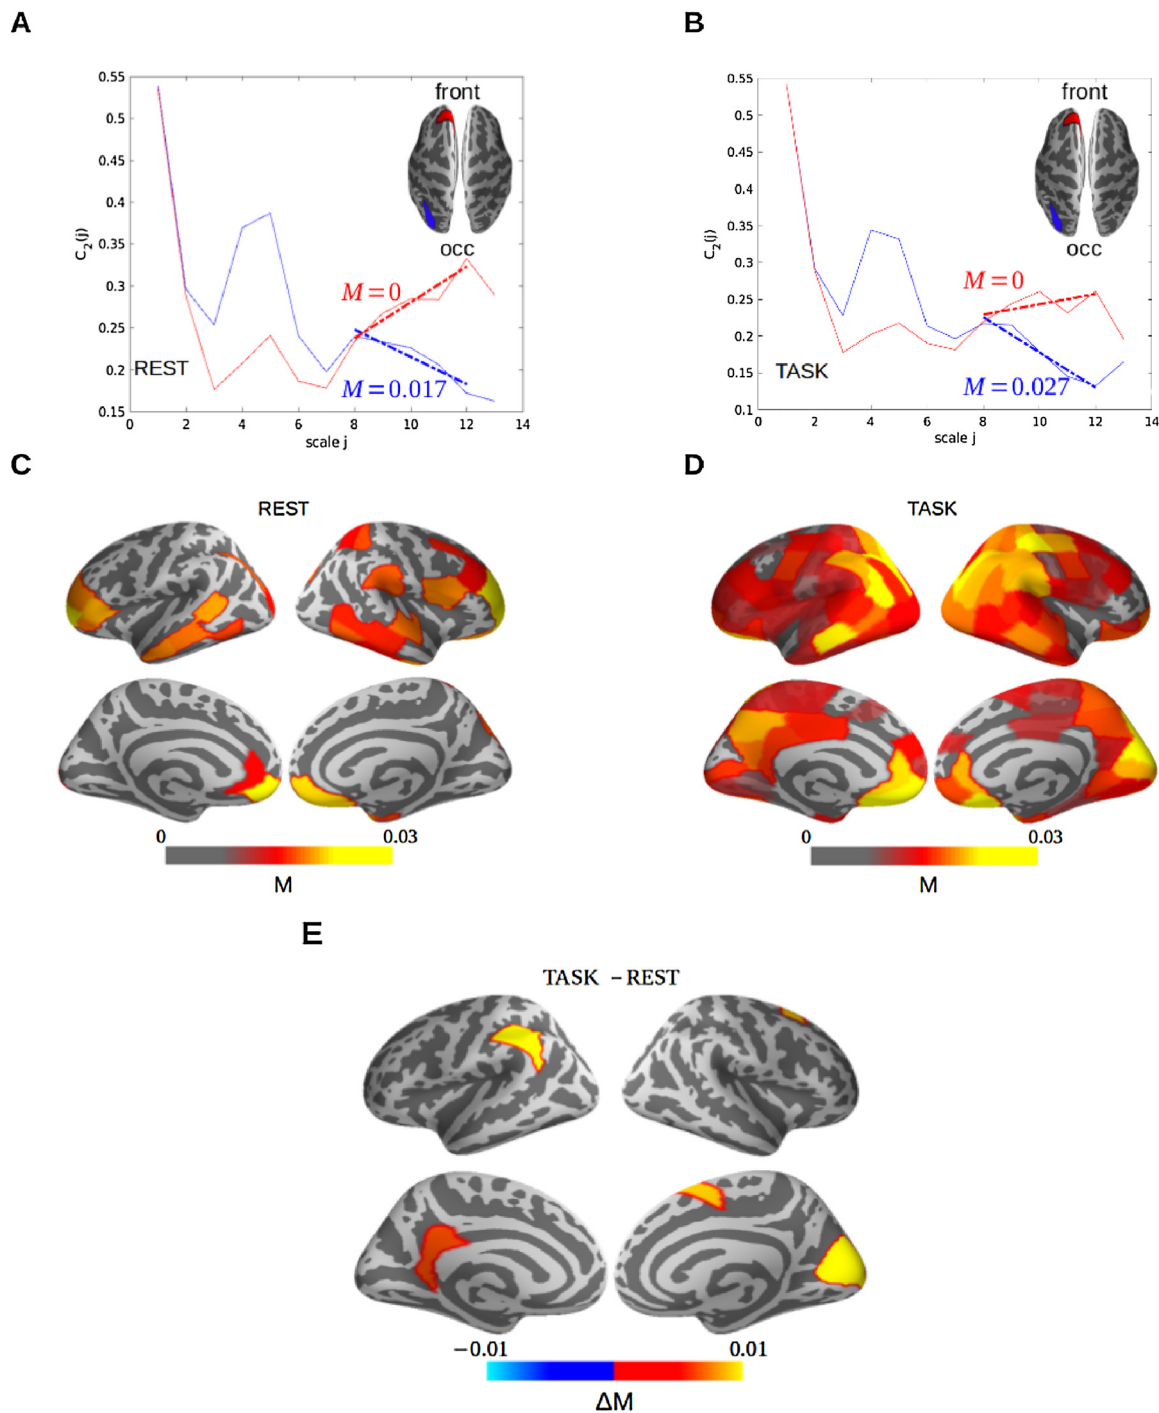 A
0.55
0.5
0.45
0.4
0.35
0.3
0.25
0.2
0.15
C2(j)
0 2 4 6 8 10 12 14
scale j
front
occ
M = 0
M = 0.017
REST
B
0.55
0.5
0.45
0.4
0.35
0.3
0.25
0.2
0.15
0.1
C2(j)
0 2 4 6 8 10 12 14
scale j
front
occ
M = 0
M = 0.027
TASK
C
REST
0 0.03
M
D
TASK
0 0.03
M
E
TASK − REST
−0.01 0.01
ΔM